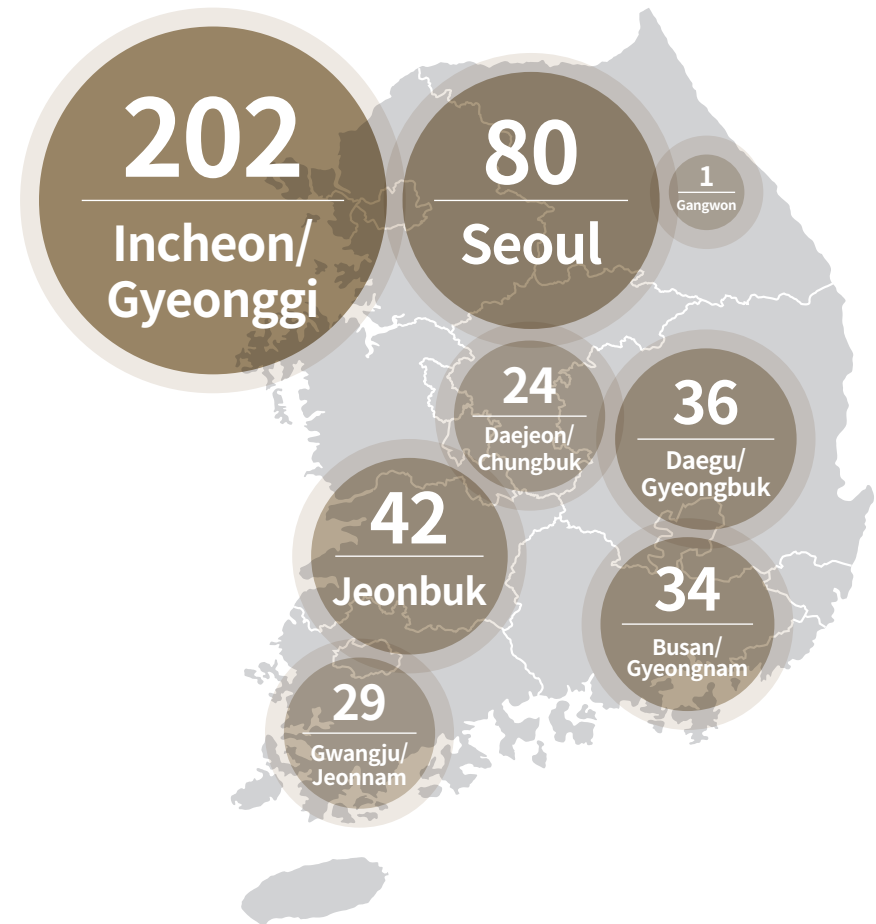 202
Incheon/
Gyeonggi
80
Seoul
1
Gangwon
24
Daejeon/
Chungbuk
36
Daegu/
Gyeongbuk
42
Jeonbuk
34
Busan/
Gyeongnam
29
Gwangju/
Jeonnam